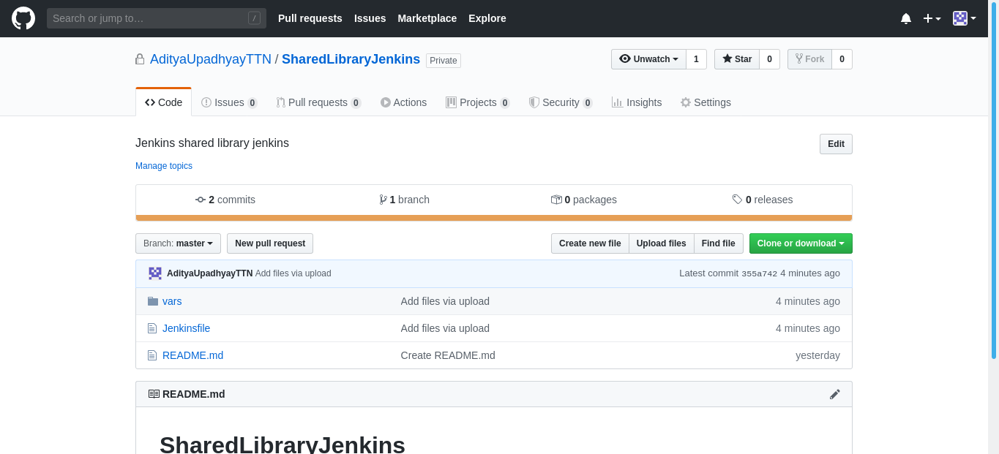 Search or jump to… / Pull requests Issues Marketplace Explore
AdityaUpadhyayTTN / SharedLibraryJenkins Private Unwatch 1 Star 0 Fork 0
Code Issues 0 Pull requests 0 Actions Projects 0 Security 0 Insights Settings
Jenkins shared library jenkins Edit
Manage topics
2 commits 1 branch 0 packages 0 releases
Branch: master New pull request Create new file Upload files Find file Clone or download
AdityaUpadhyayTTN Add files via upload Latest commit 355a742 4 minutes ago
vars Add files via upload 4 minutes ago
Jenkinsfile Add files via upload 4 minutes ago
README.md Create README.md yesterday
README.md
SharedLibraryJenkins